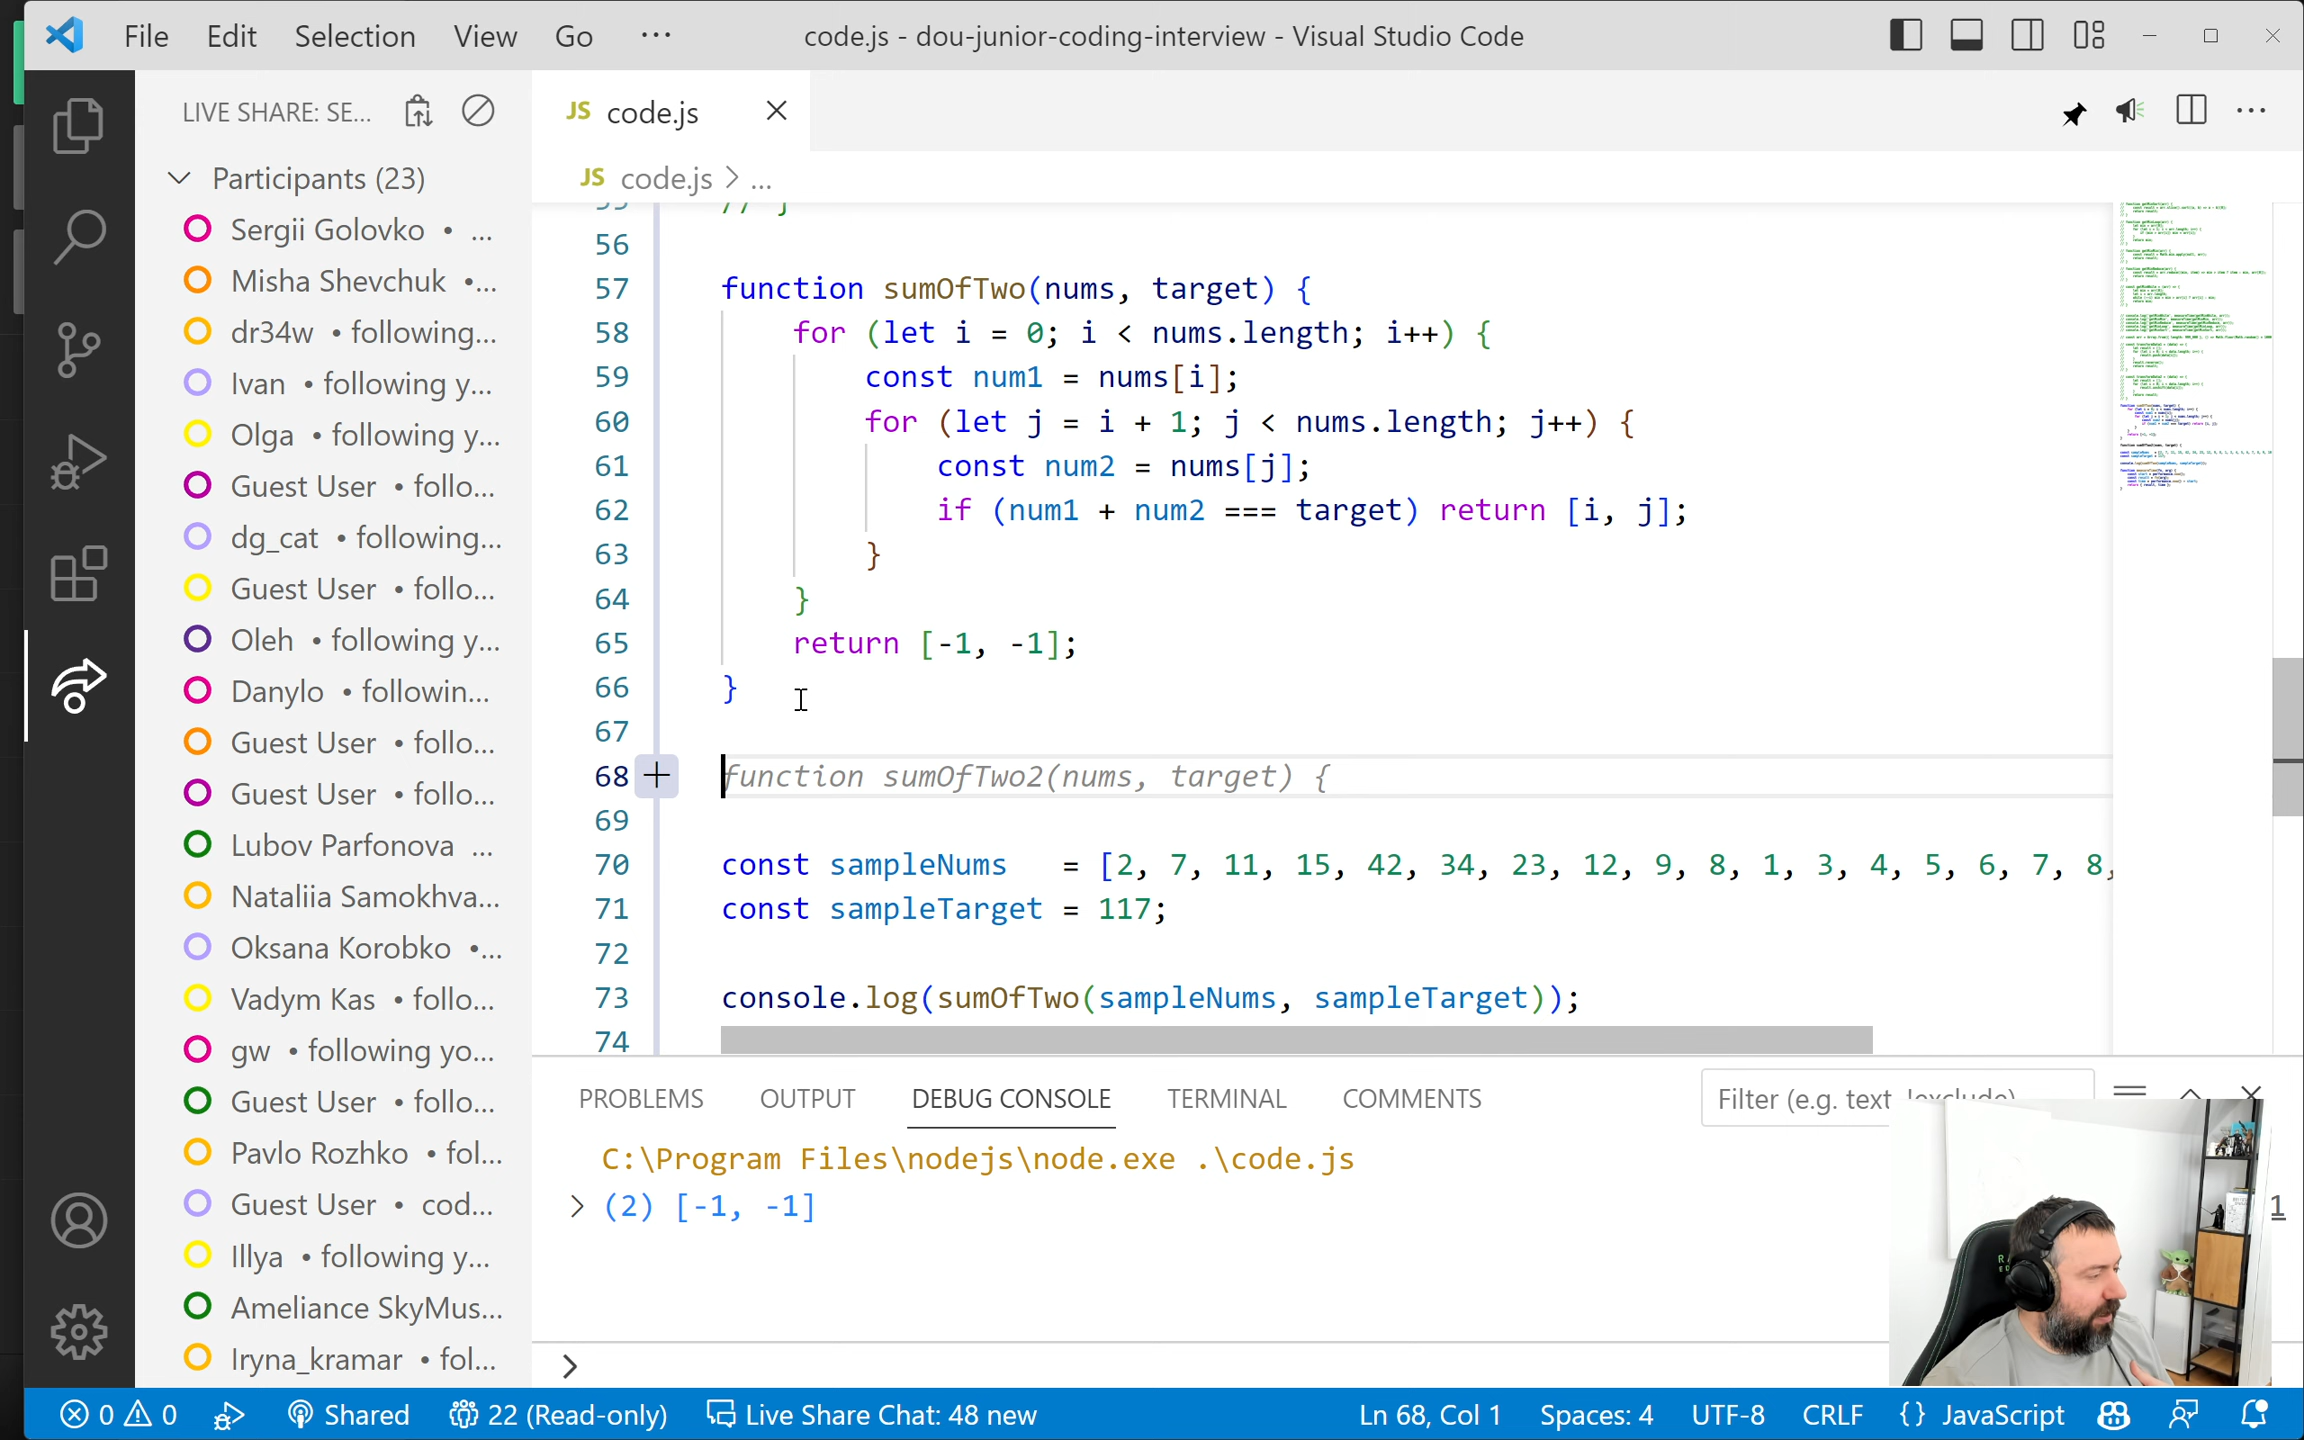 File Edit Selection View Go ...
code.js - dou-junior-coding-interview - Visual Studio Code
LIVE SHARE: SE...
Participants (23)
Sergii Golovko • ...
Misha Shevchuk •...
dr34w • following...
Ivan • following y...
Olga • following y...
Guest User • follo...
dg_cat • following...
Guest User • follo...
Oleh • following y...
Danylo • followin...
Guest User • follo...
Guest User • follo...
Lubov Parfonova ...
Nataliia Samokhva...
Oksana Korobko •...
Vadym Kas • follo...
gw • following yo...
Guest User • follo...
Pavlo Rozhko • fol...
Guest User • cod...
Illya • following y...
Ameliance SkyMus...
Iryna_kramar • fol...
JS code.js
JS code.js > ...
55 // }
56
57 function sumOfTwo(nums, target) {
58 for (let i = 0; i < nums.length; i++) {
59 const num1 = nums[i];
60 for (let j = i + 1; j < nums.length; j++) {
61 const num2 = nums[j];
62 if (num1 + num2 === target) return [i, j];
63 }
64 }
65 return [-1, -1];
66 }
67
68 function sumOfTwo2(nums, target) {
69
70 const sampleNums = [2, 7, 11, 15, 42, 34, 23, 12, 9, 8, 1, 3, 4, 5, 6, 7, 8,
71 const sampleTarget = 117;
72
73 console.log(sumOfTwo(sampleNums, sampleTarget));
74
PROBLEMS OUTPUT DEBUG CONSOLE TERMINAL COMMENTS
Filter (e.g. text, !exclude)
C:\Program Files\nodejs\node.exe .\code.js
> (2) [-1, -1]
1
>
0 0 Shared 22 (Read-only) Live Share Chat: 48 new Ln 68, Col 1 Spaces: 4 UTF-8 CRLF {} JavaScript